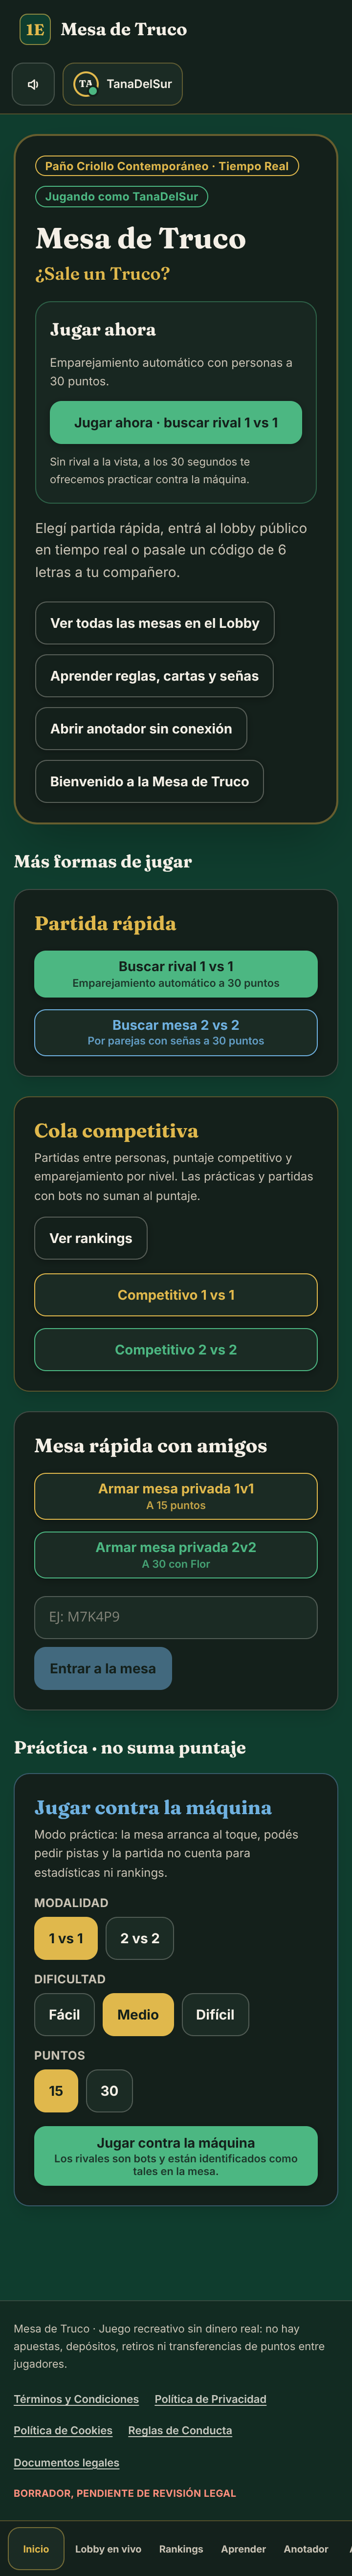 1E Mesa de Truco
TA TanaDelSur
Paño Criollo Contemporáneo · Tiempo Real
Jugando como TanaDelSur
Mesa de Truco
¿Sale un Truco?
Jugar ahora
Emparejamiento automático con personas a
30 puntos.
Jugar ahora · buscar rival 1 vs 1
Sin rival a la vista, a los 30 segundos te
ofrecemos practicar contra la máquina.
Elegí partida rápida, entrá al lobby público
en tiempo real o pasale un código de 6
letras a tu compañero.
Ver todas las mesas en el Lobby
Aprender reglas, cartas y señas
Abrir anotador sin conexión
Bienvenido a la Mesa de Truco
Más formas de jugar
Partida rápida
Buscar rival 1 vs 1
Emparejamiento automático a 30 puntos
Buscar mesa 2 vs 2
Por parejas con señas a 30 puntos
Cola competitiva
Partidas entre personas, puntaje competitivo y
emparejamiento por nivel. Las prácticas y partidas
con bots no suman al puntaje.
Ver rankings
Competitivo 1 vs 1
Competitivo 2 vs 2
Mesa rápida con amigos
Armar mesa privada 1v1
A 15 puntos
Armar mesa privada 2v2
A 30 con Flor
EJ: M7K4P9
Entrar a la mesa
Práctica · no suma puntaje
Jugar contra la máquina
Modo práctica: la mesa arranca al toque, podés
pedir pistas y la partida no cuenta para
estadísticas ni rankings.
MODALIDAD
1 vs 1 2 vs 2
DIFICULTAD
Fácil Medio Difícil
PUNTOS
15 30
Jugar contra la máquina
Los rivales son bots y están identificados como
tales en la mesa.
Mesa de Truco · Juego recreativo sin dinero real: no hay
apuestas, depósitos, retiros ni transferencias de puntos entre
jugadores.
Términos y Condiciones Política de Privacidad
Política de Cookies Reglas de Conducta
Documentos legales
BORRADOR, PENDIENTE DE REVISIÓN LEGAL
Inicio Lobby en vivo Rankings Aprender Anotador